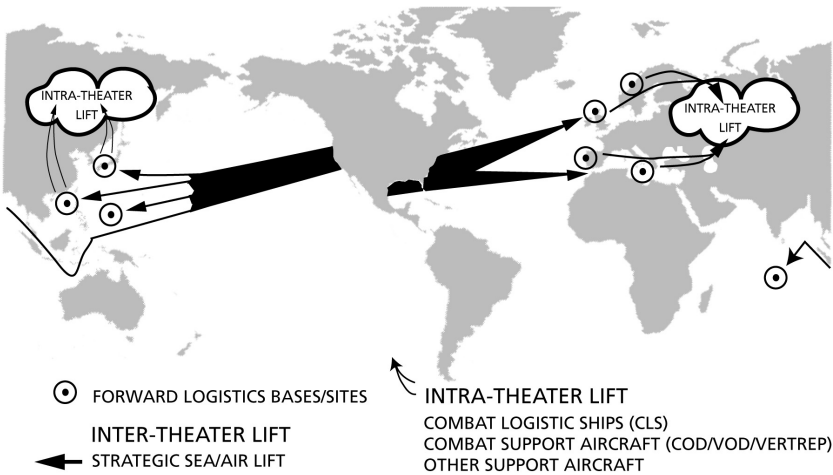 INTRA-THEATER
LIFT
INTRA-THEATER
LIFT
FORWARD LOGISTICS BASES/SITES
INTER-THEATER LIFT
STRATEGIC SEA/AIR LIFT
INTRA-THEATER LIFT
COMBAT LOGISTIC SHIPS (CLS)
COMBAT SUPPORT AIRCRAFT (COD/VOD/VERTREP)
OTHER SUPPORT AIRCRAFT